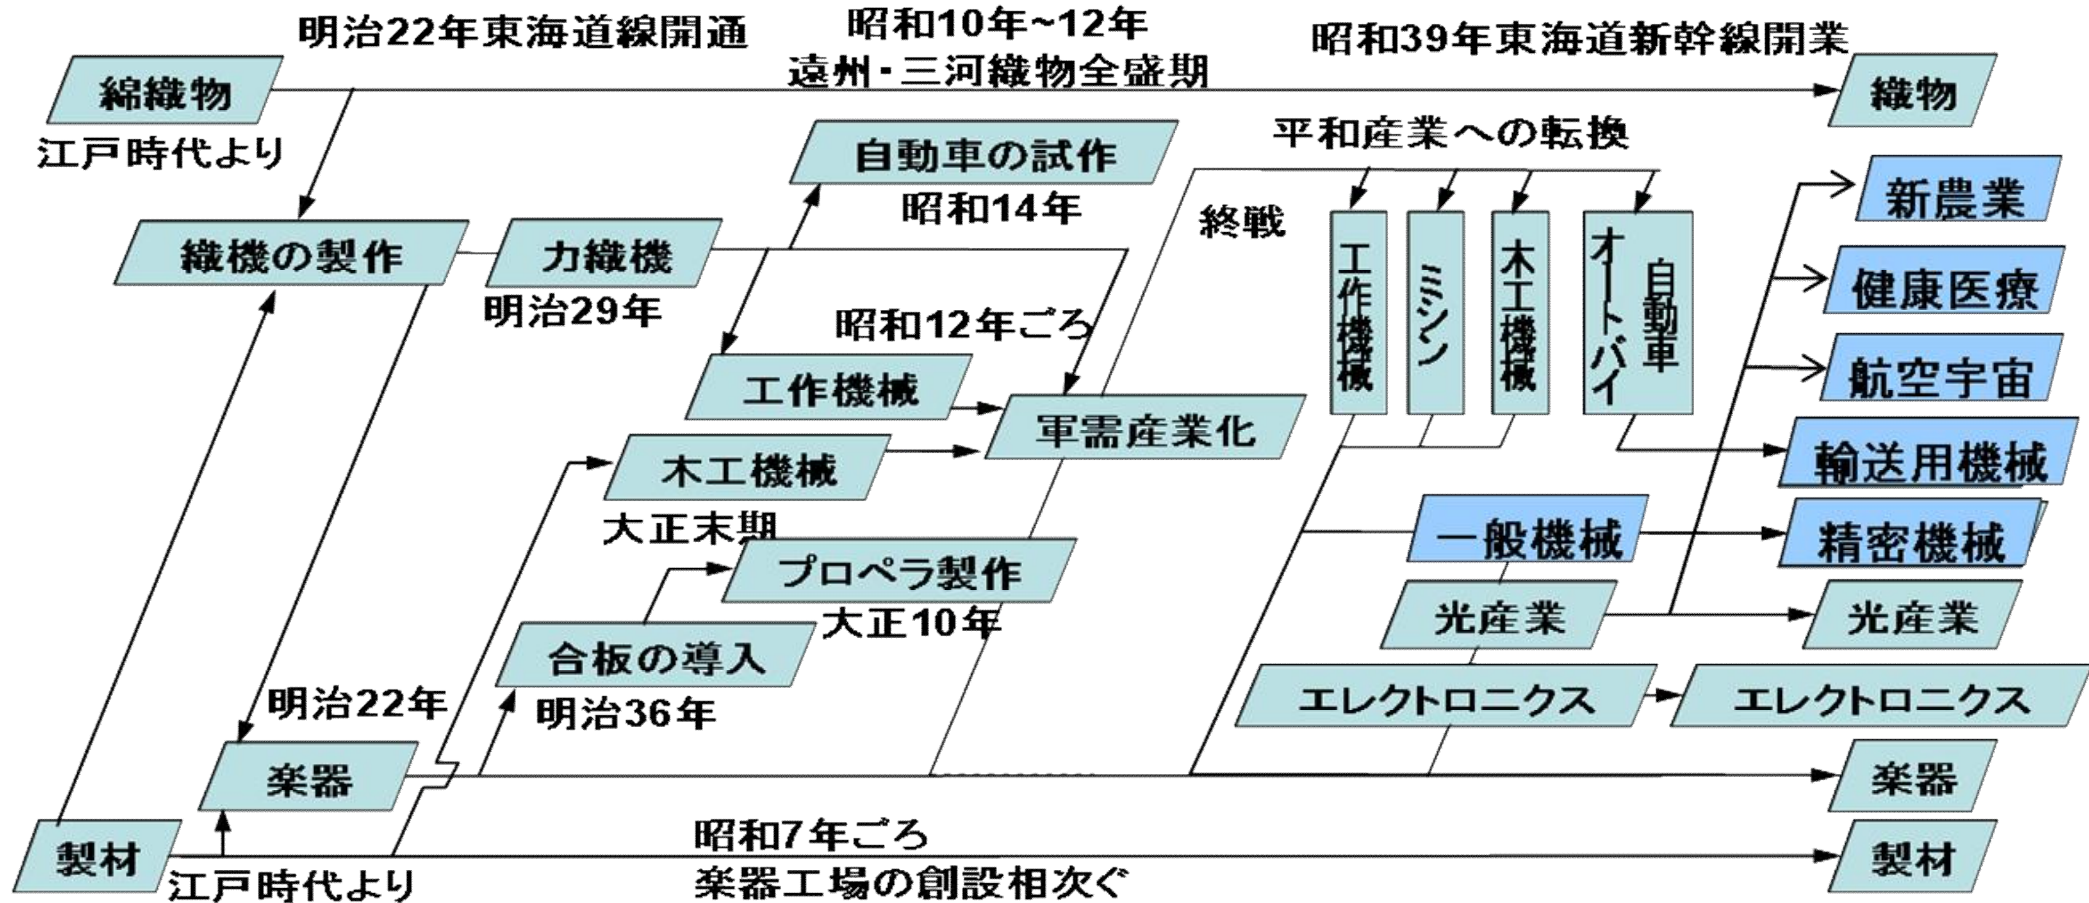 明治22年東海道線開通
昭和10年~12年
遠州・三河織物全盛期
昭和39年東海道新幹線開業
綿織物
江戸時代より
織物
自動車の試作
昭和14年
平和産業への転換
終戦
織機の製作
力織機
明治29年
昭和12年ごろ
工作機械
軍需産業化
木工機械
大正末期
プロペラ製作
大正10年
合板の導入
明治36年
工作機械
ミシン
木工機械
自動車
オートバイ
新農業
健康医療
航空宇宙
輸送用機械
一般機械
精密機械
光産業
光産業
エレクトロニクス
エレクトロニクス
明治22年
楽器
楽器
製材
江戸時代より
昭和7年ごろ
楽器工場の創設相次ぐ
製材